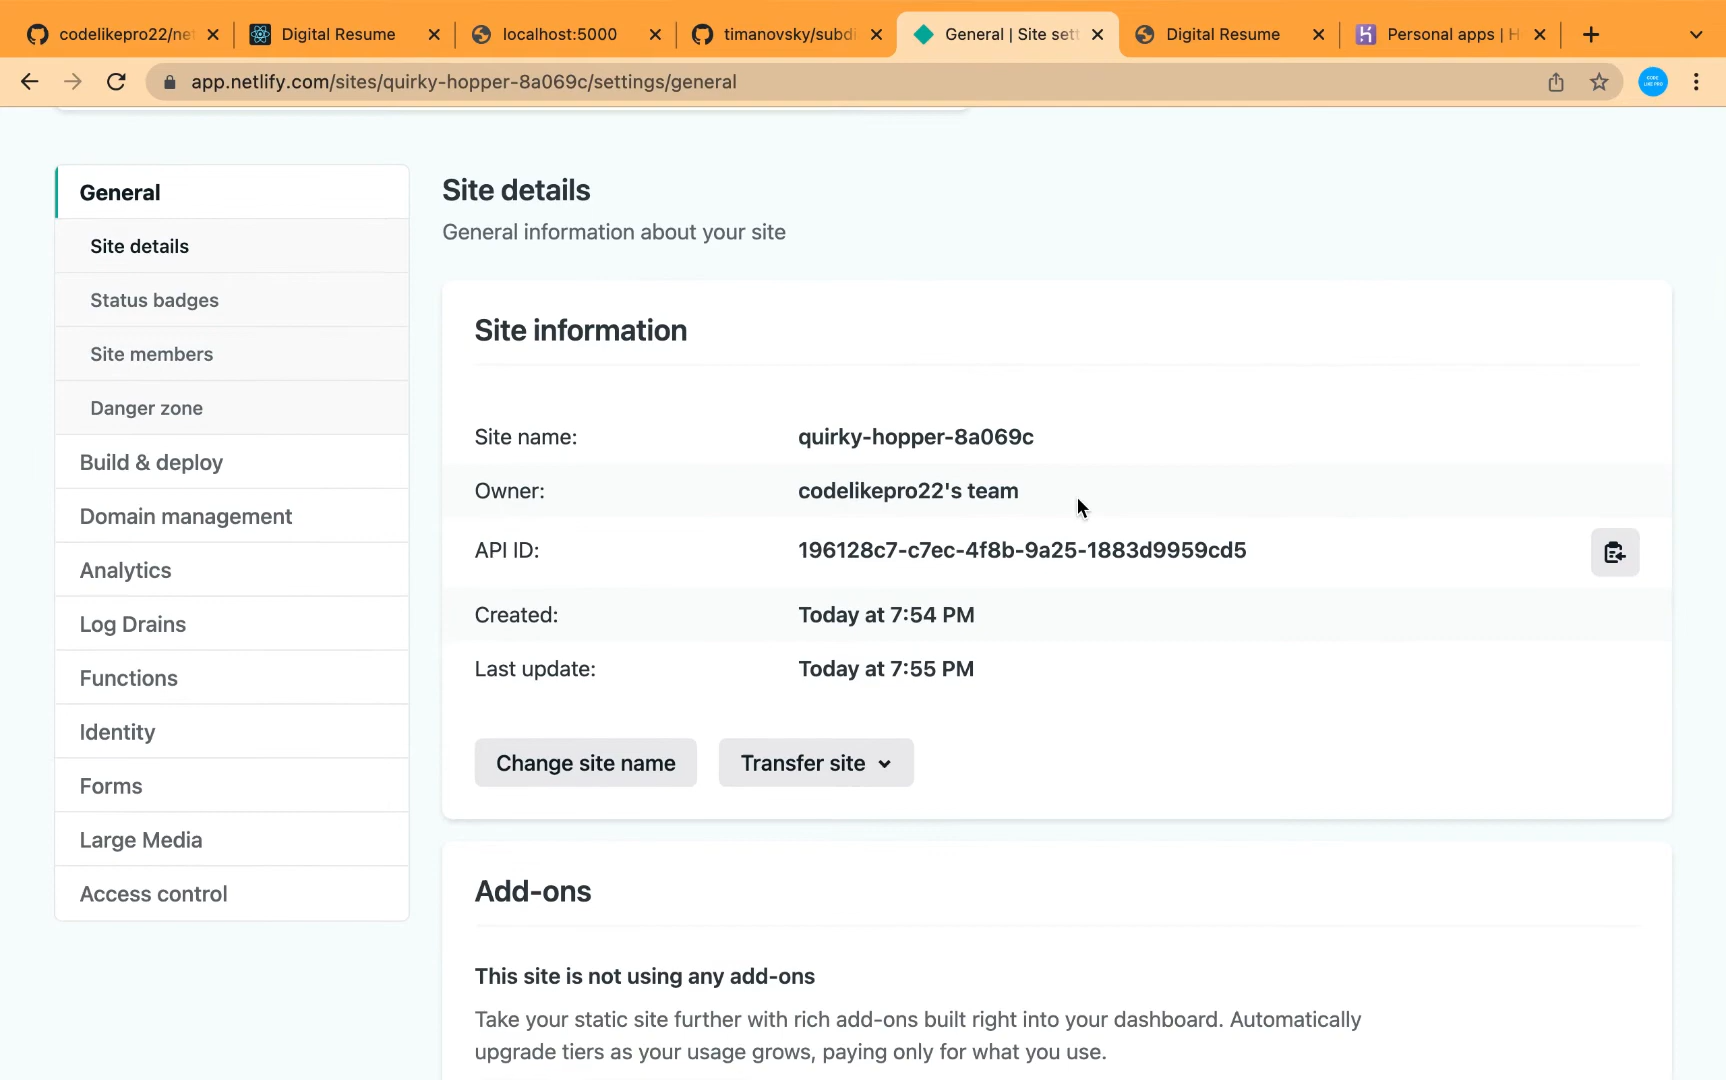 codelikepro22/net
Digital Resume
localhost:5000
timanovsky/subdi
General | Site sett
Digital Resume
Personal apps | H
app.netlify.com/sites/quirky-hopper-8a069c/settings/general
CODE
LIKE PRO
General
Site details
Status badges
Site members
Danger zone
Build & deploy
Domain management
Analytics
Log Drains
Functions
Identity
Forms
Large Media
Access control
Site details
General information about your site
Site information
Site name: quirky-hopper-8a069c
Owner: codelikepro22's team
API ID: 196128c7-c7ec-4f8b-9a25-1883d9959cd5
Created: Today at 7:54 PM
Last update: Today at 7:55 PM
Change site name
Transfer site
Add-ons
This site is not using any add-ons
Take your static site further with rich add-ons built right into your dashboard. Automatically
upgrade tiers as your usage grows, paying only for what you use.